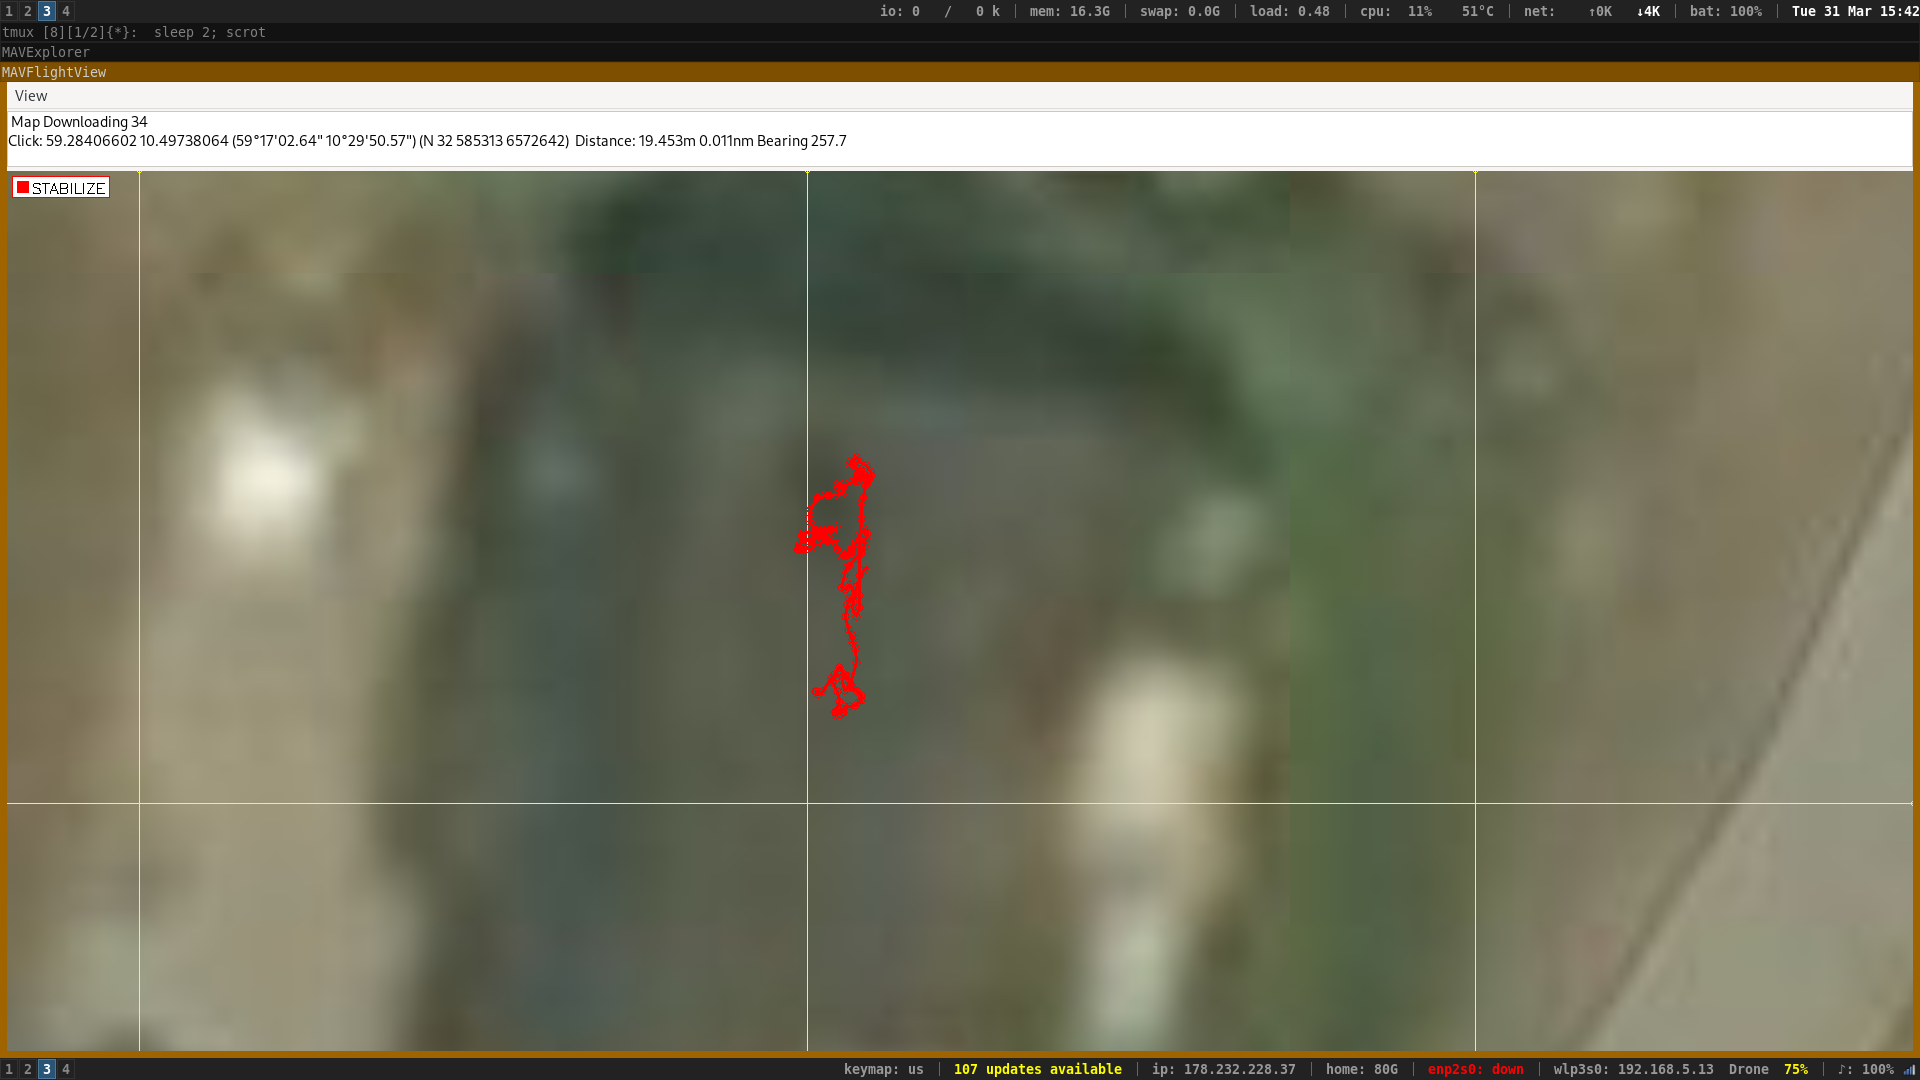 1 2 3 4 io: 0 / 0 k | mem: 16.3G | swap: 0.0G | load: 0.48 | cpu: 11% 51°C | net: ↑0K ↓4K | bat: 100% | Tue 31 Mar 15:42
tmux [8][1/2]{*}: sleep 2; scrot
MAVExplorer
MAVFlightView
View
Map Downloading 34
Click: 59.28406602 10.49738064 (59°17'02.64" 10°29'50.57") (N 32 585313 6572642) Distance: 19.453m 0.011nm Bearing 257.7
STABILIZE
1 2 3 4 keymap: us | 107 updates available | ip: 178.232.228.37 | home: 80G | enp2s0: down | wlp3s0: 192.168.5.13 Drone 75% | ♪: 100%